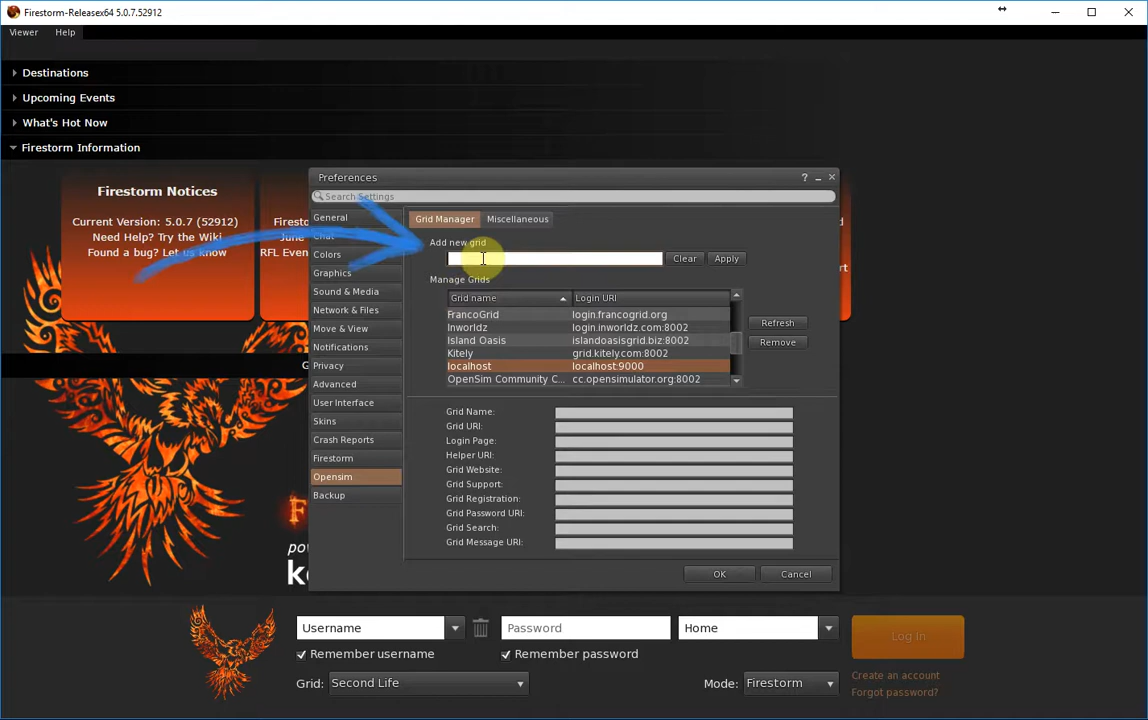 Firestorm-Releasex64 5.0.7.52912
Viewer Help
Destinations
Upcoming Events
What's Hot Now
Firestorm Information
Firestorm Notices
Current Version: 5.0.7 (52912)
Need Help? Try the Wiki
Found a bug? Let us know
Firesto
June
RFL Even
Preferences
Search Settings
General
Chat
Colors
Graphics
Sound & Media
Network & Files
Move & View
Notifications
Privacy
Advanced
User Interface
Skins
Crash Reports
Firestorm
Opensim
Backup
Grid Manager Miscellaneous
Add new grid
Clear Apply
Manage Grids
Grid name Login URI
FrancoGrid login.francogrid.org
Inworldz login.inworldz.com:8002
Island Oasis islandoasisgrid.biz:8002
Kitely grid.kitely.com:8002
localhost localhost:9000
OpenSim Community C... cc.opensimulator.org:8002
Refresh
Remove
Grid Name:
Grid URI:
Login Page:
Helper URI:
Grid Website:
Grid Support:
Grid Registration:
Grid Password URI:
Grid Search:
Grid Message URI:
OK Cancel
Username Password Home Log In
Remember username Remember password
Grid: Second Life Mode: Firestorm
Create an account
Forgot password?